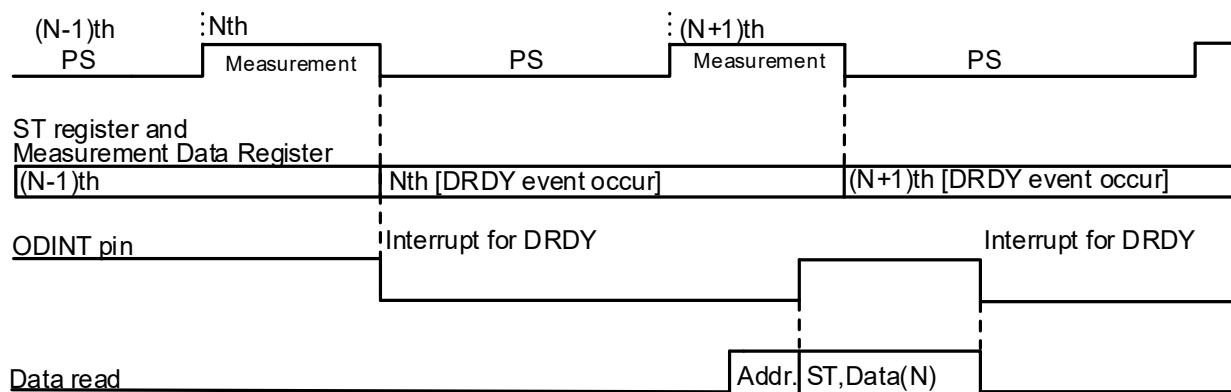 (N-1)th
Nth
(N+1)th
PS
Measurement
PS
Measurement
PS
ST register and
Measurement Data Register
(N-1)th
Nth [DRDY event occur]
(N+1)th [DRDY event occur]
ODINT pin
Interrupt for DRDY
Interrupt for DRDY
Data read
Addr.
ST,Data(N)